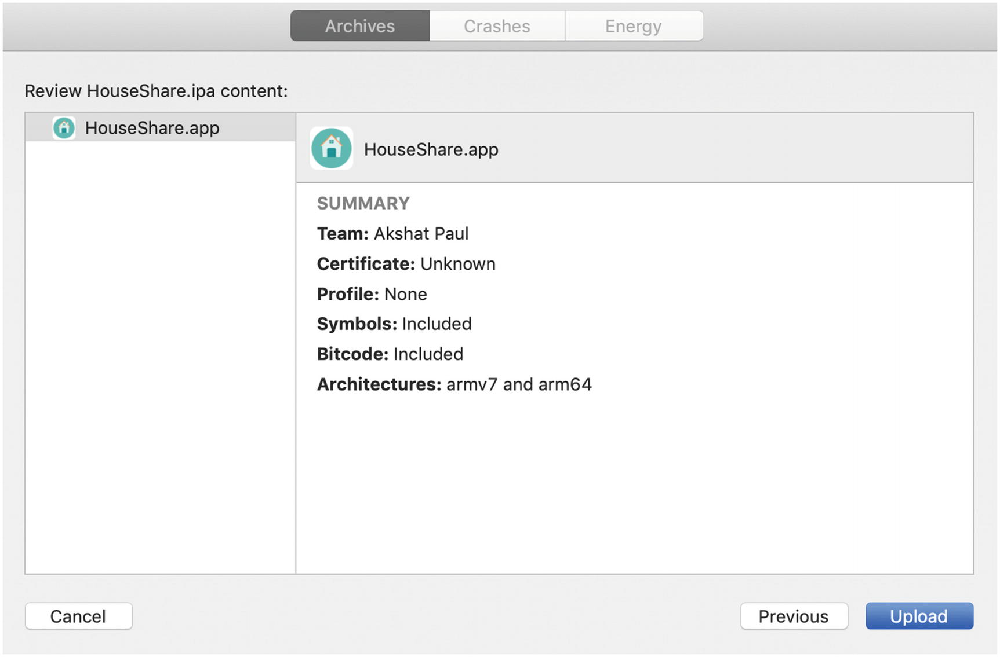 Archives Crashes Energy
Review HouseShare.ipa content:
HouseShare.app
HouseShare.app
SUMMARY
Team: Akshat Paul
Certificate: Unknown
Profile: None
Symbols: Included
Bitcode: Included
Architectures: armv7 and arm64
Cancel Previous Upload